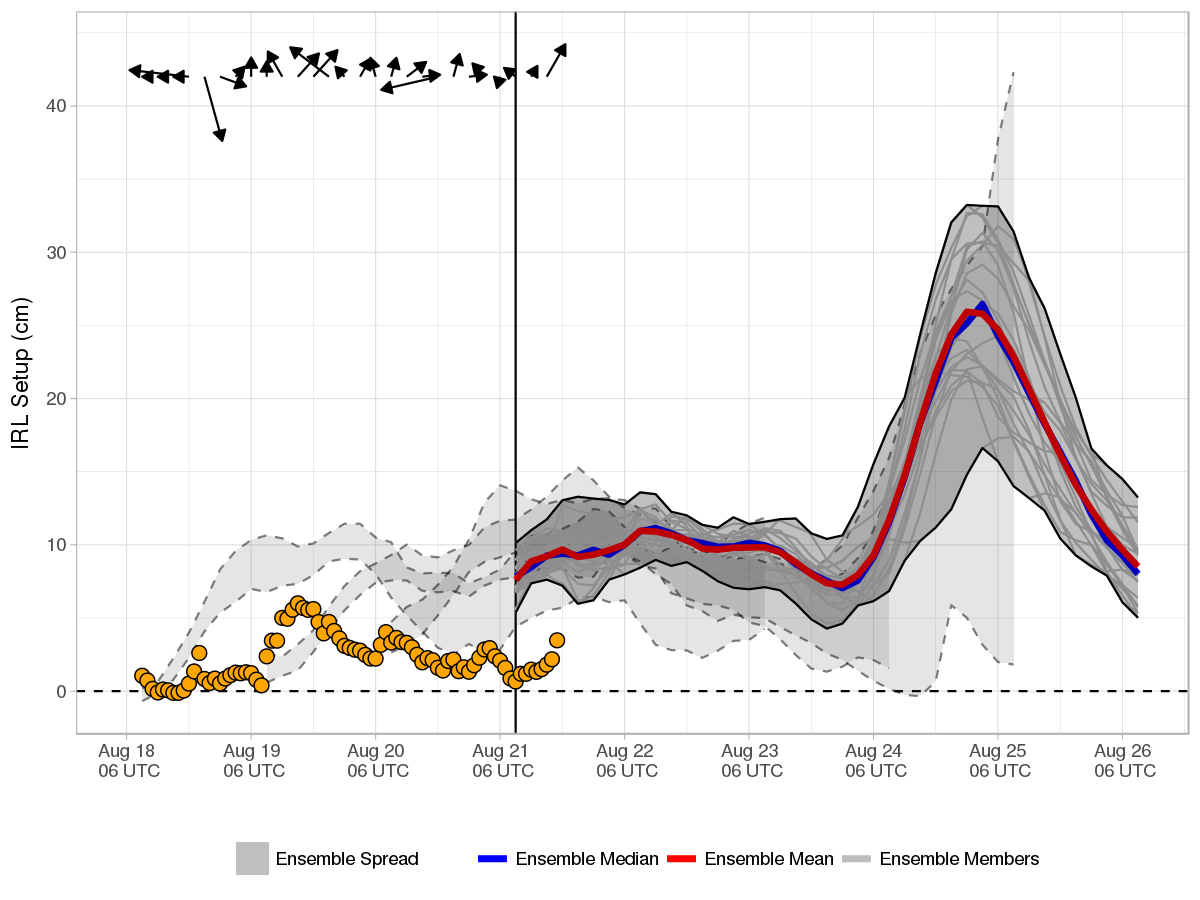 40
30
20
10
0
IRL Setup (cm)
Aug 18
06 UTC
Aug 19
06 UTC
Aug 20
06 UTC
Aug 21
06 UTC
Aug 22
06 UTC
Aug 23
06 UTC
Aug 24
06 UTC
Aug 25
06 UTC
Aug 26
06 UTC
Ensemble Spread
Ensemble Median
Ensemble Mean
Ensemble Members